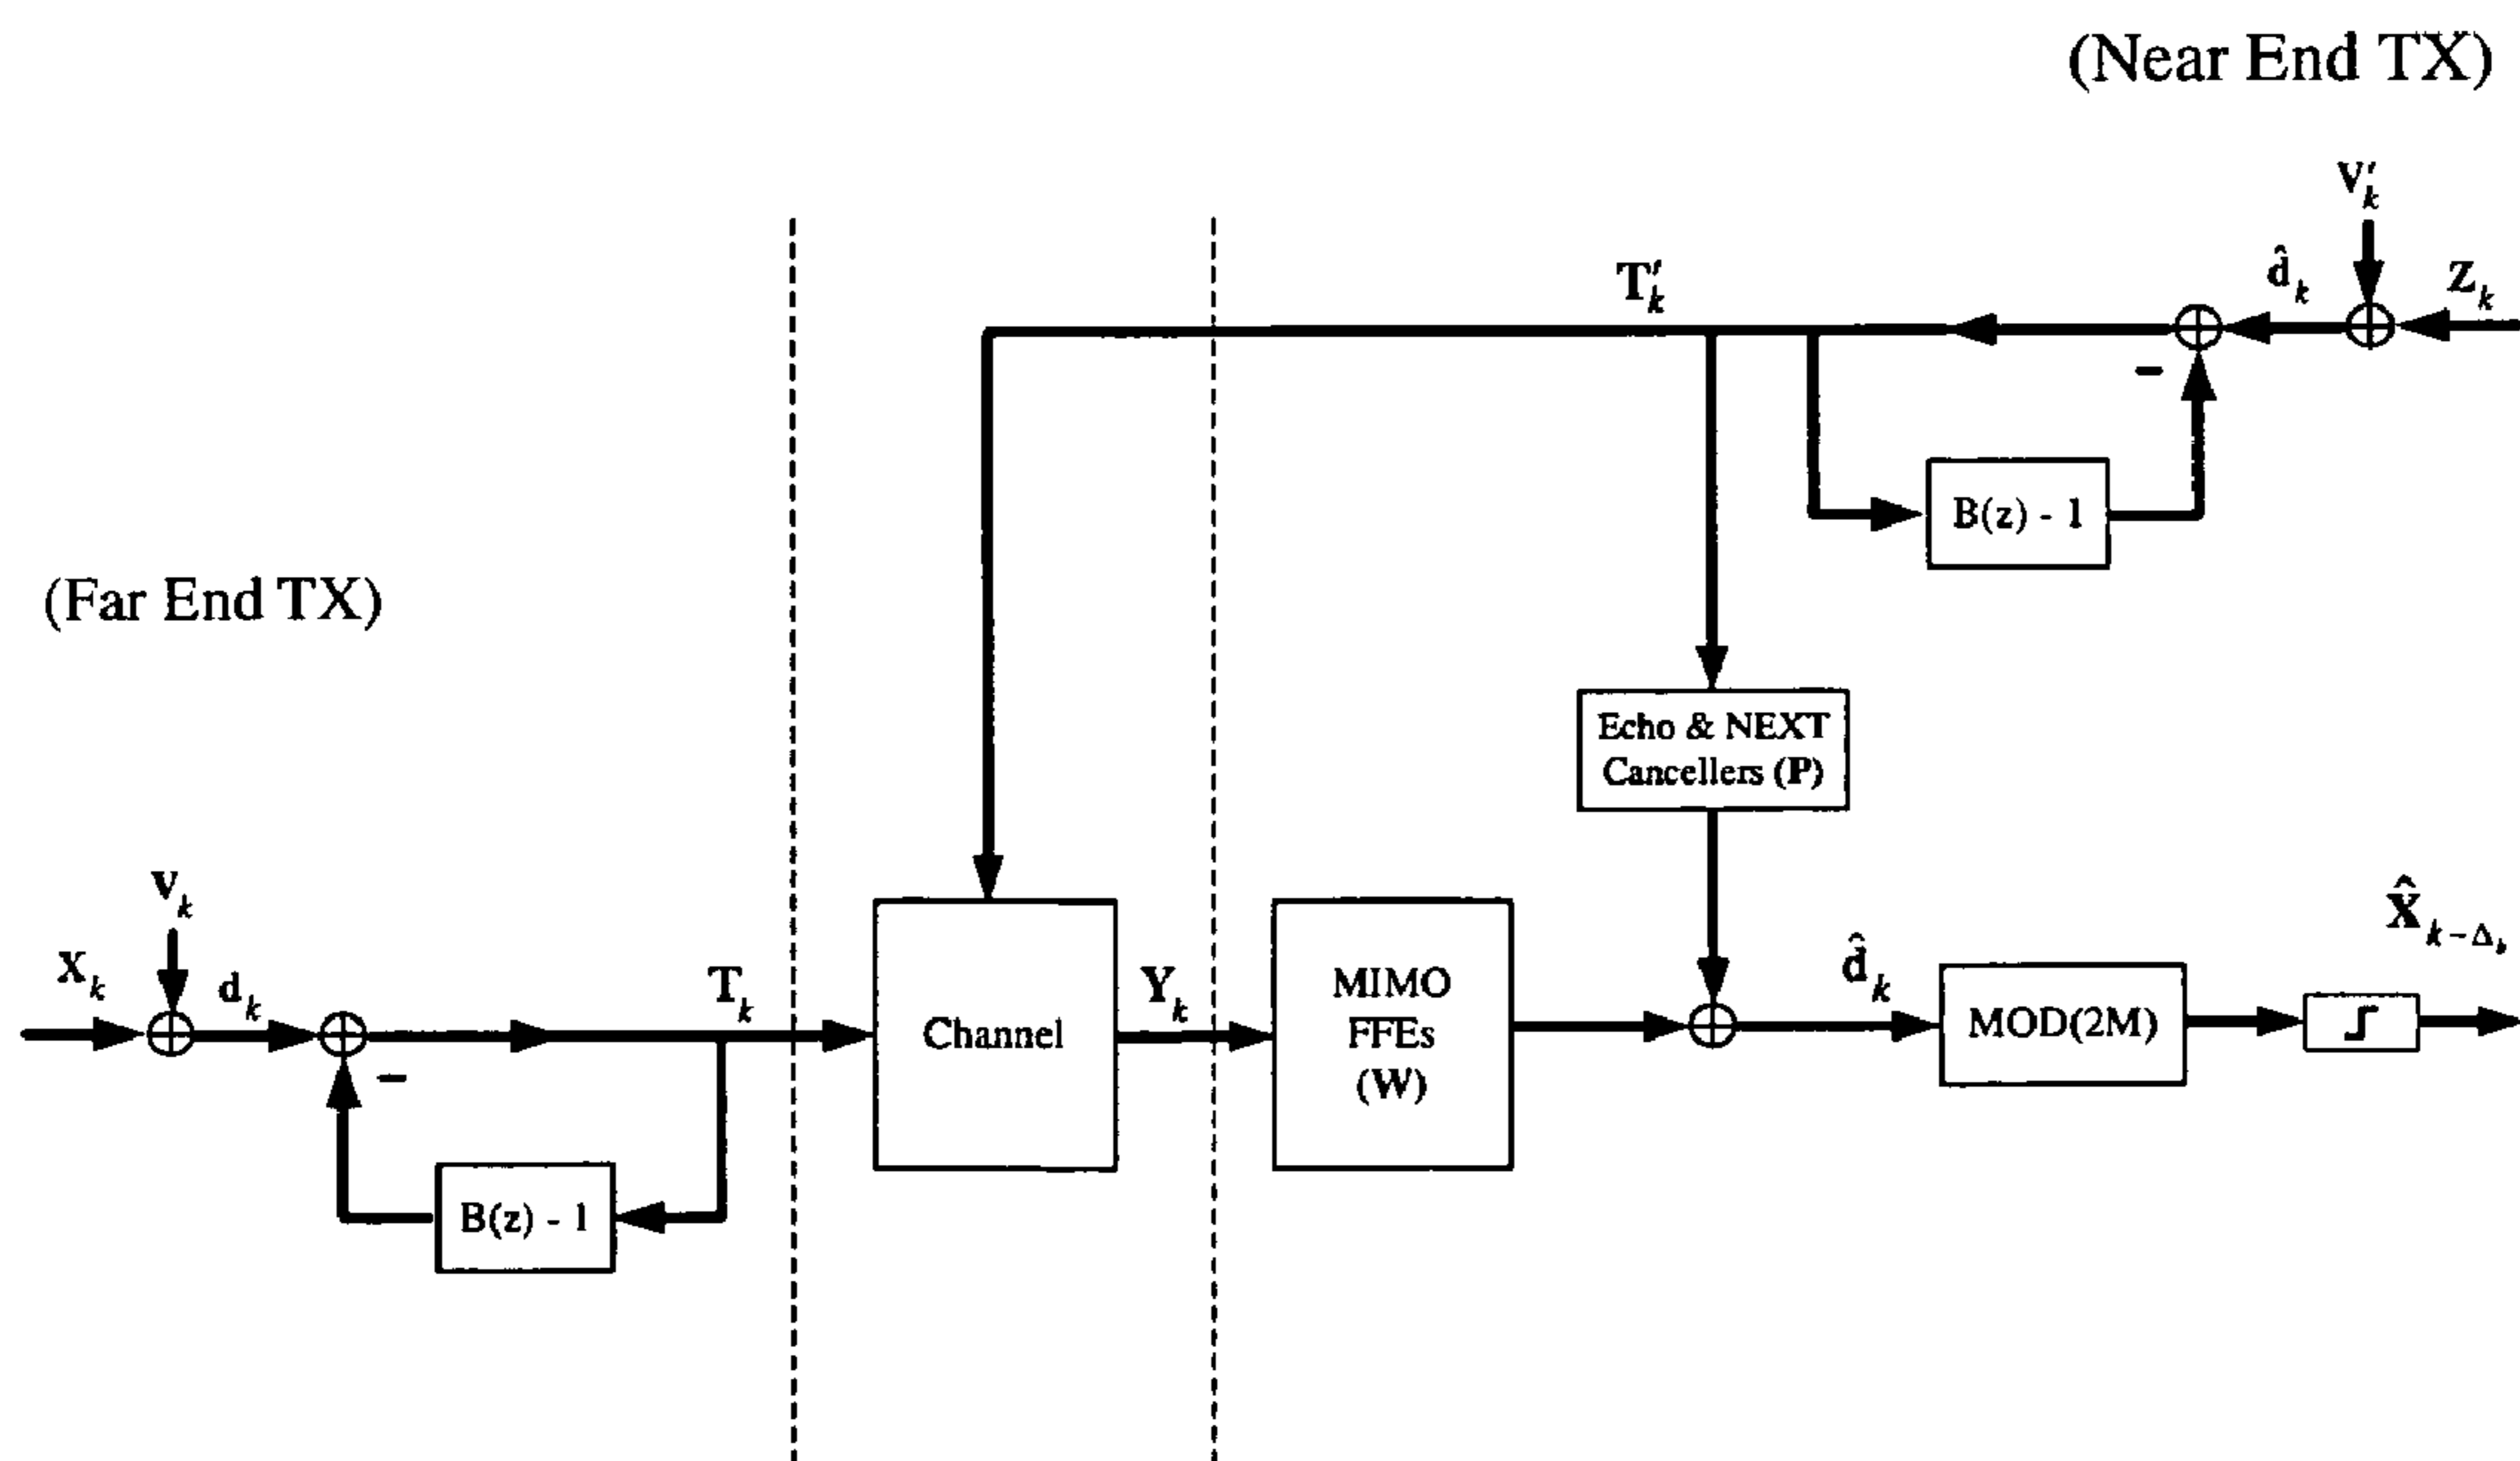 (Near End TX)
V′k
T′k
d̂k
Zk
B(z) - 1
(Far End TX)
Echo & NEXT
Cancellers (P)
vk
xk
dk
Tk
Channel
Yk
MIMO
FFEs
(W)
d̂k
MOD(2M)
X̂k-Δk
B(z) - 1